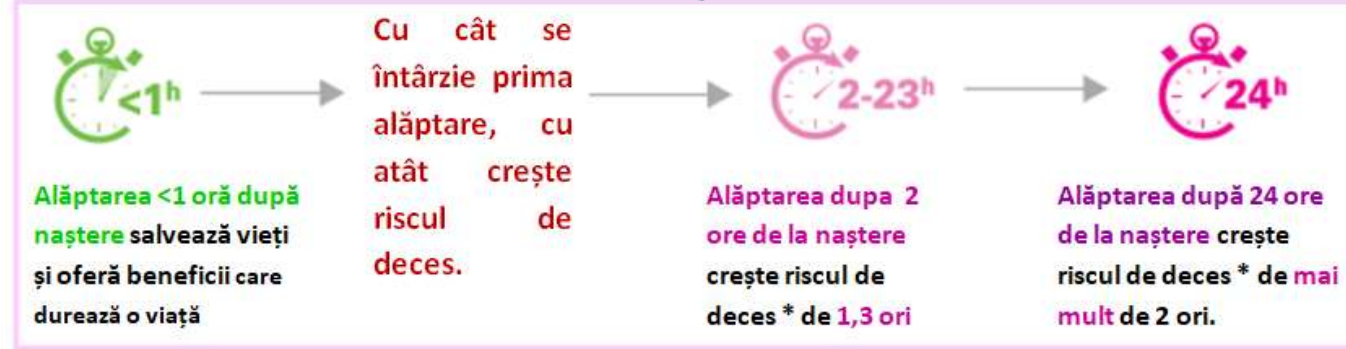 <1h
Alăptarea <1 oră după
naștere salvează vieți
și oferă beneficii care
durează o viață
Cu cât se
întârzie prima
alăptare, cu
atât crește
riscul de
deces.
2-23h
Alăptarea dupa 2
ore de la naștere
crește riscul de
deces * de 1,3 ori
24h
Alăptarea după 24 ore
de la naștere crește
riscul de deces * de mai
mult de 2 ori.